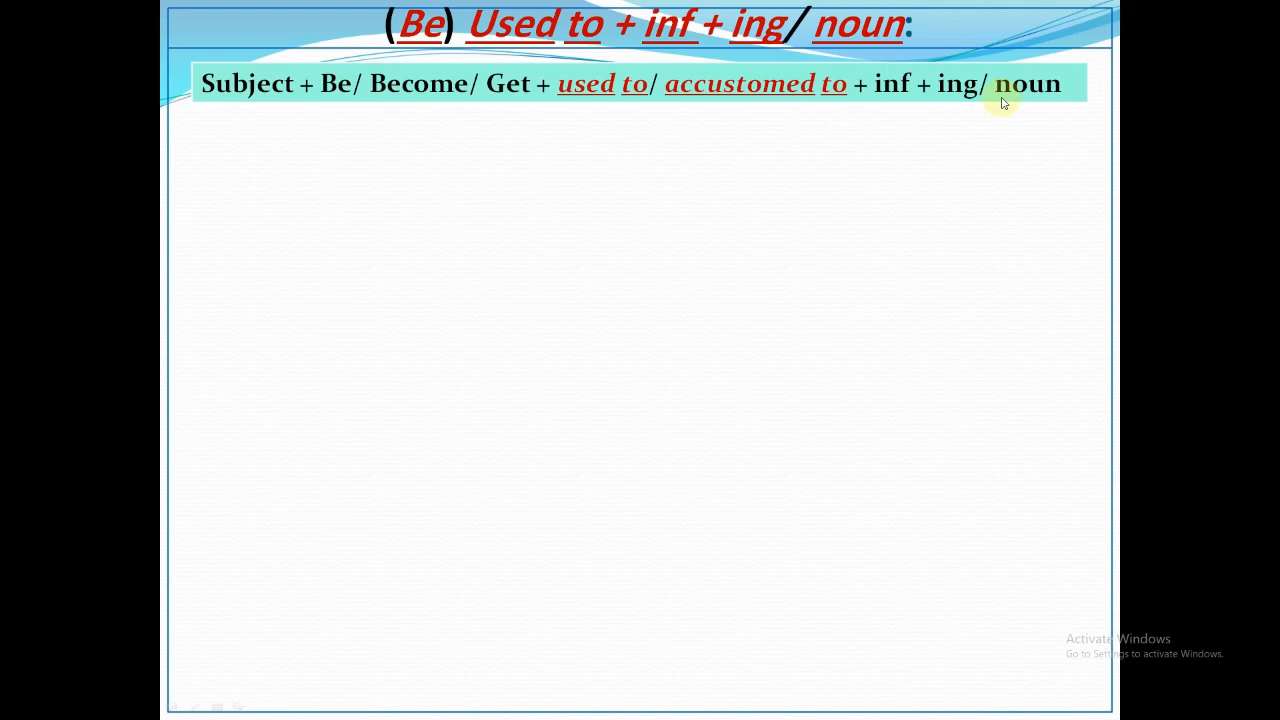 (Be) Used to + inf + ing/ noun:
Subject + Be/ Become/ Get + used to/ accustomed to + inf + ing/ noun
Activate Windows
Go to Settings to activate Windows.